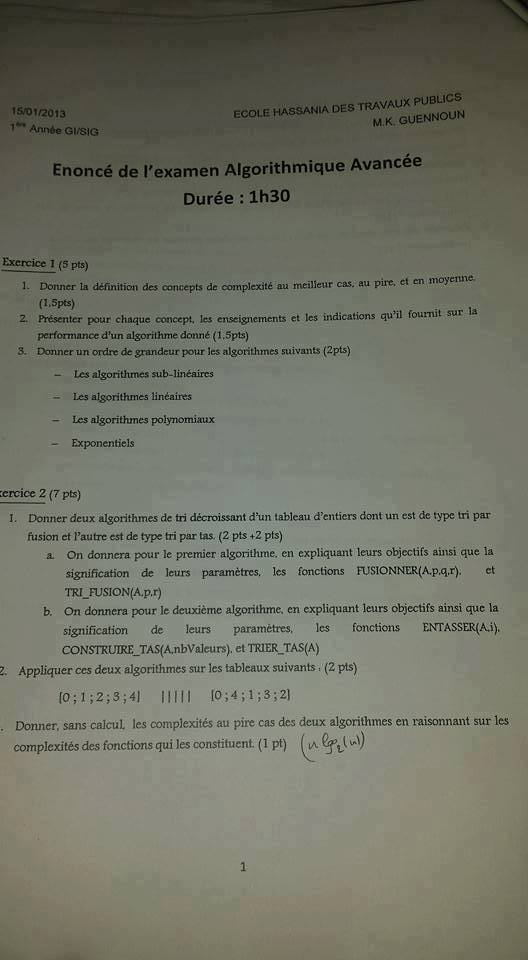 15/01/2013
ECOLE HASSANIA DES TRAVAUX PUBLICS
1ère Année GI/SIG
M.K. GUENNOUN
Enoncé de l'examen Algorithmique Avancée
Durée : 1h30
Exercice 1 (5 pts)
1. Donner la définition des concepts de complexité au meilleur cas, au pire, et en moyenne.
(1,5pts)
2. Présenter pour chaque concept, les enseignements et les indications qu'il fournit sur la
performance d'un algorithme donné (1,5pts)
3. Donner un ordre de grandeur pour les algorithmes suivants (2pts)
– Les algorithmes sub-linéaires
– Les algorithmes linéaires
– Les algorithmes polynomiaux
– Exponentiels
xercice 2 (7 pts)
1. Donner deux algorithmes de tri décroissant d'un tableau d'entiers dont un est de type tri par
fusion et l'autre est de type tri par tas. (2 pts +2 pts)
a. On donnera pour le premier algorithme, en expliquant leurs objectifs ainsi que la
signification de leurs paramètres, les fonctions FUSIONNER(A,p,q,r), et
TRI_FUSION(A,p,r)
b. On donnera pour le deuxième algorithme, en expliquant leurs objectifs ainsi que la
signification de leurs paramètres, les fonctions ENTASSER(A,i),
CONSTRUIRE_TAS(A,nbValeurs), et TRIER_TAS(A)
2. Appliquer ces deux algorithmes sur les tableaux suivants : (2 pts)
[0 ; 1 ; 2 ; 3 ; 4] | | | | | [0 ; 4 ; 1 ; 3 ; 2]
. Donner, sans calcul, les complexités au pire cas des deux algorithmes en raisonnant sur les
complexités des fonctions qui les constituent. (1 pt) (n log2(n))
1